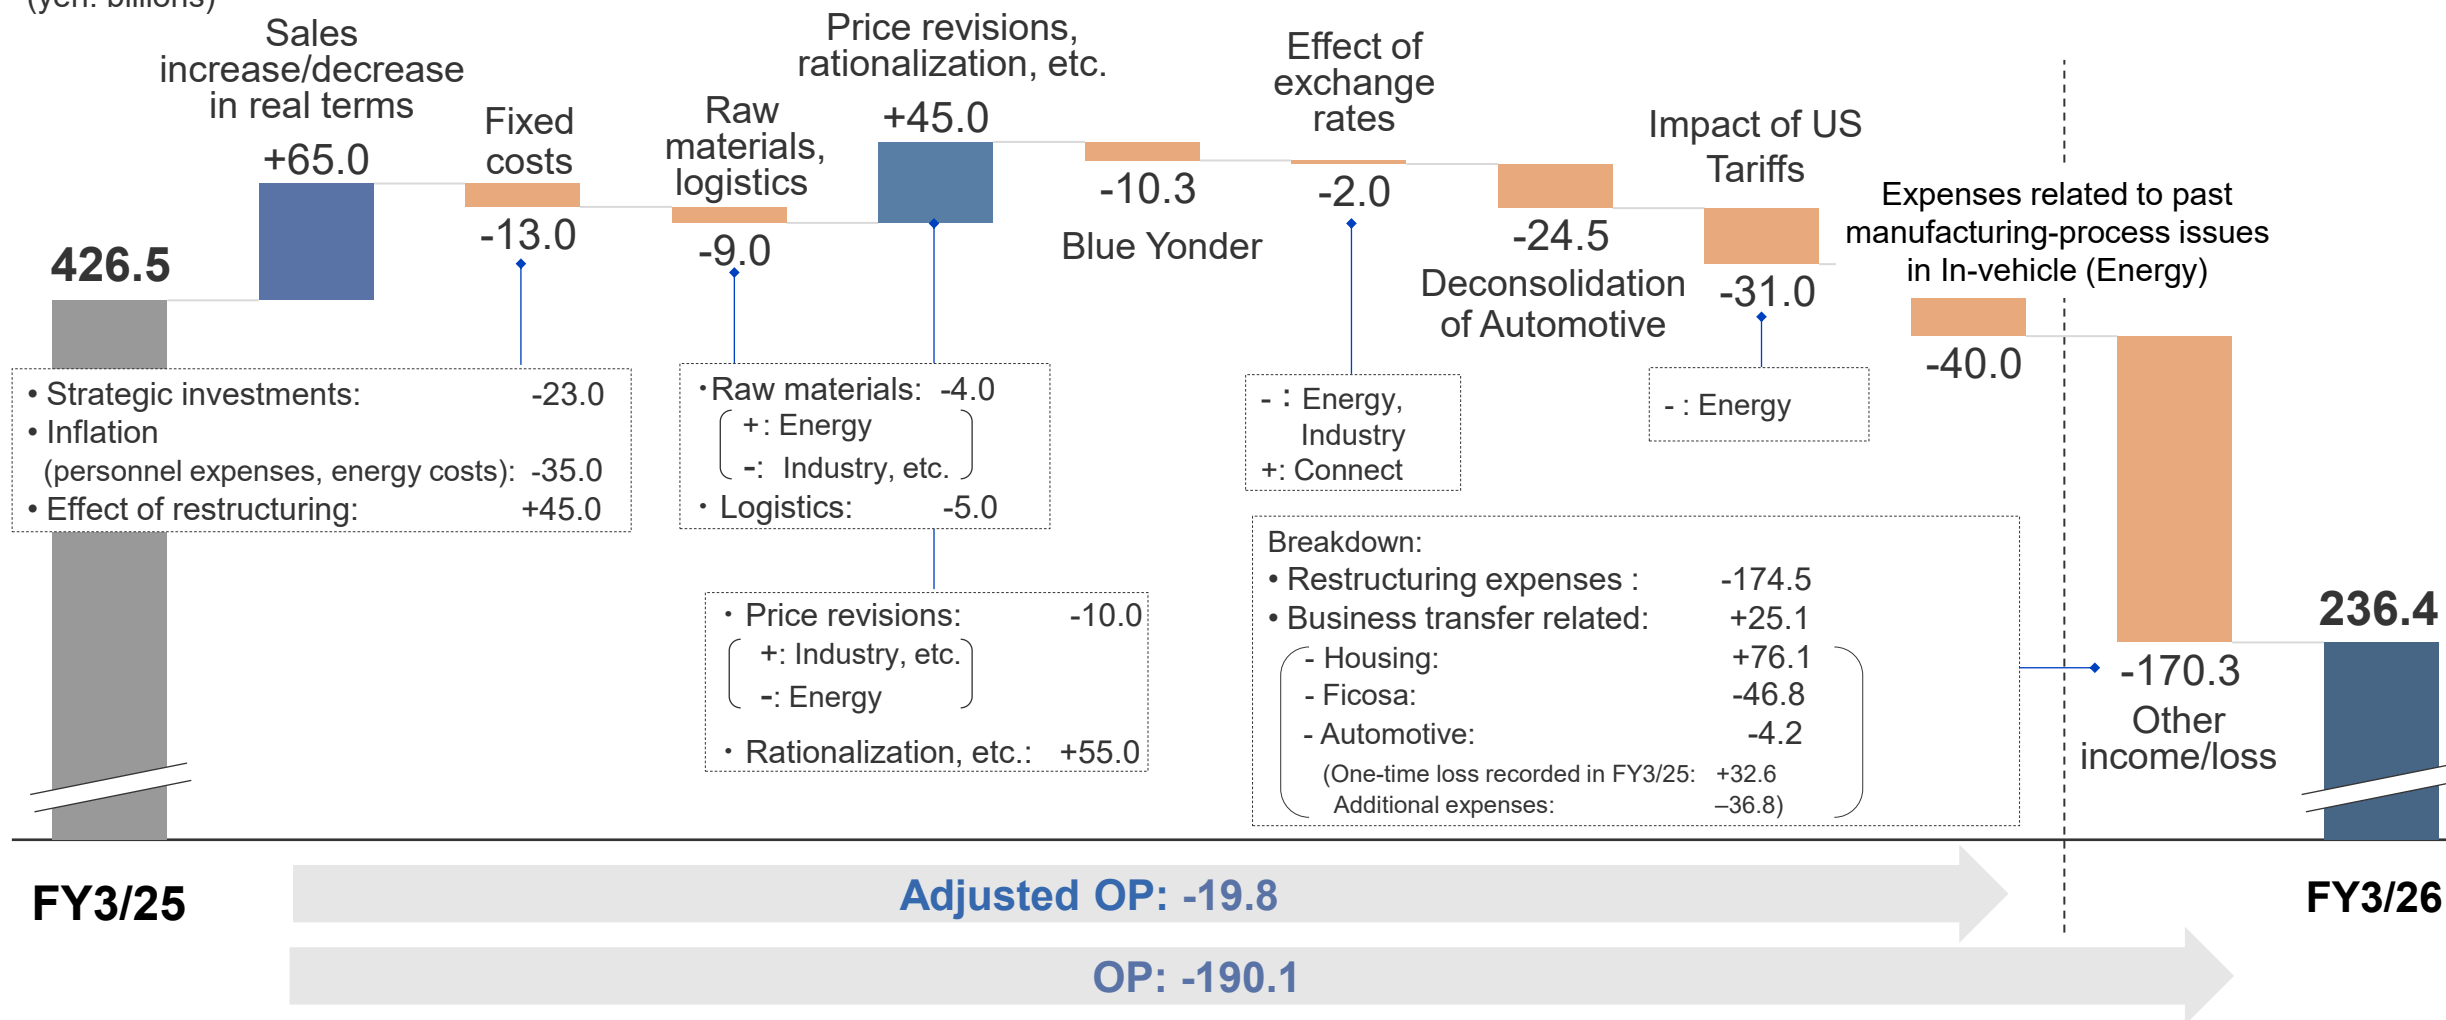 (yen: billions)
Sales
increase/decrease
in real terms
+65.0
Fixed
costs
-13.0
Raw
materials,
logistics
-9.0
Price revisions,
rationalization, etc.
+45.0
-10.3
Blue Yonder
Effect of
exchange
rates
-2.0
-24.5
Deconsolidation
of Automotive
Impact of US
Tariffs
-31.0
Expenses related to past
manufacturing-process issues
in In-vehicle (Energy)
-40.0
426.5
• Strategic investments: -23.0
• Inflation
(personnel expenses, energy costs): -35.0
• Effect of restructuring: +45.0
・Raw materials: -4.0
+: Energy
-: Industry, etc.
・ Logistics: -5.0
・ Price revisions: -10.0
+: Industry, etc.
-: Energy
・ Rationalization, etc.: +55.0
- : Energy,
Industry
+: Connect
- : Energy
Breakdown:
• Restructuring expenses : -174.5
• Business transfer related: +25.1
- Housing: +76.1
- Ficosa: -46.8
- Automotive: -4.2
(One-time loss recorded in FY3/25: +32.6
Additional expenses: –36.8)
-170.3
Other
income/loss
236.4
FY3/25
Adjusted OP: -19.8
FY3/26
OP: -190.1